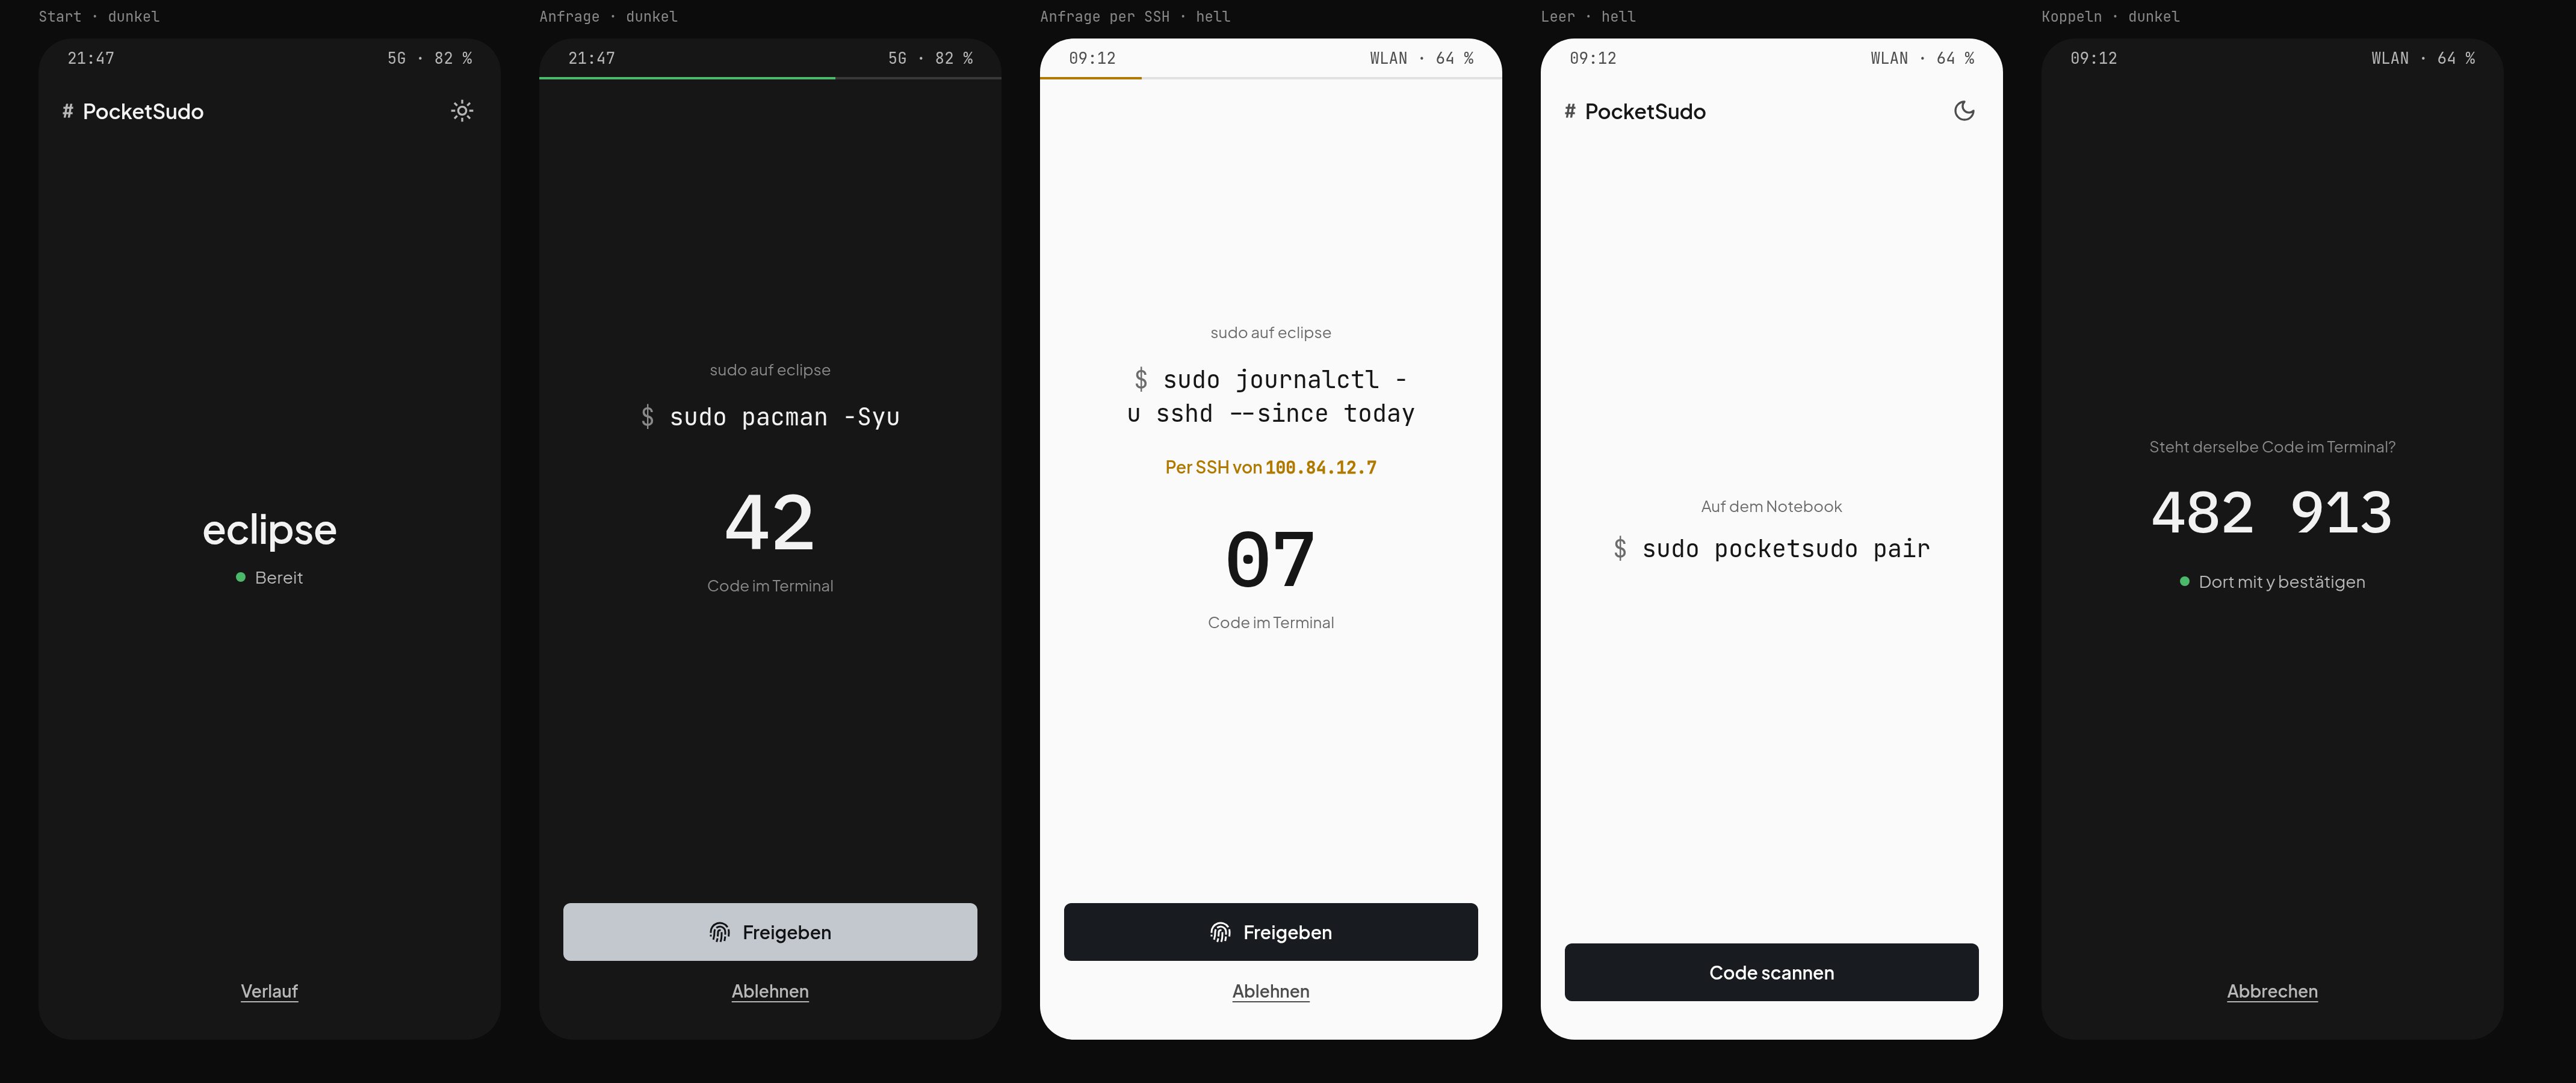 Start · dunkel
21:47
5G · 82 %
# PocketSudo
eclipse
Bereit
Verlauf
Anfrage · dunkel
21:47
5G · 82 %
sudo auf eclipse
$ sudo pacman -Syu
42
Code im Terminal
Freigeben
Ablehnen
Anfrage per SSH · hell
09:12
WLAN · 64 %
sudo auf eclipse
$ sudo journalctl -
u sshd --since today
Per SSH von 100.84.12.7
07
Code im Terminal
Freigeben
Ablehnen
Leer · hell
09:12
WLAN · 64 %
# PocketSudo
Auf dem Notebook
$ sudo pocketsudo pair
Code scannen
Koppeln · dunkel
09:12
WLAN · 64 %
Steht derselbe Code im Terminal?
482 913
Dort mit y bestätigen
Abbrechen